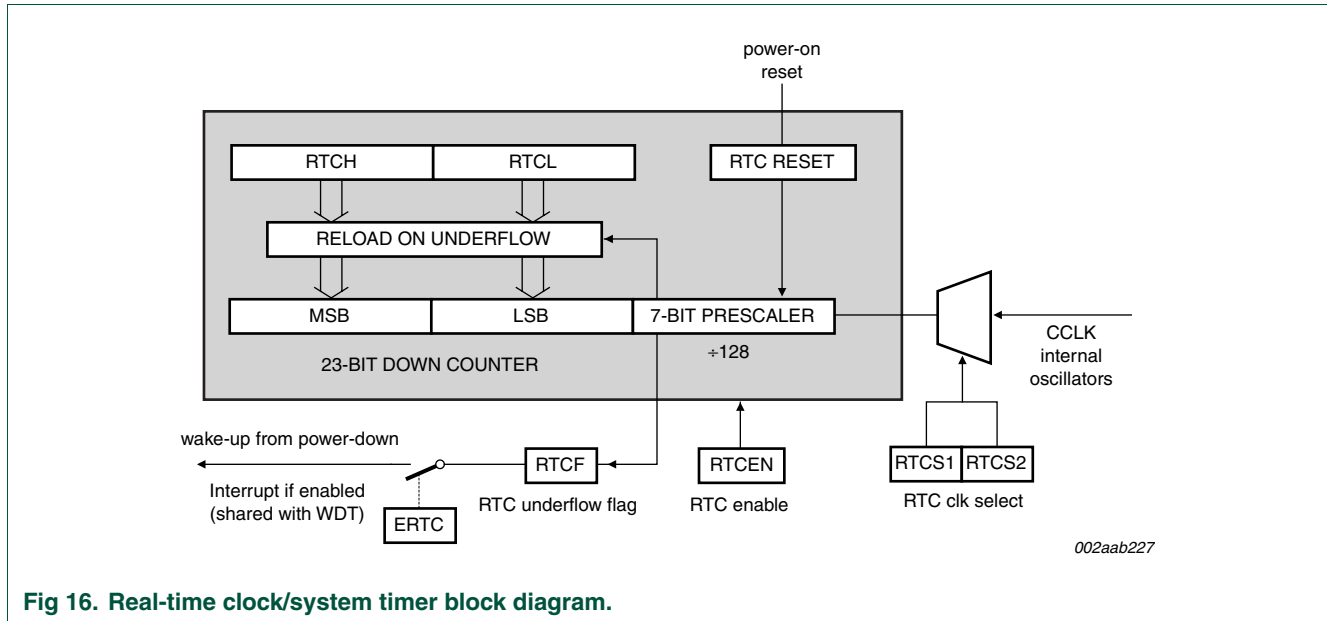 power-on
reset
RTCH
RTCL
RTC RESET
RELOAD ON UNDERFLOW
MSB
LSB
7-BIT PRESCALER
÷128
23-BIT DOWN COUNTER
CCLK
internal
oscillators
wake-up from power-down
RTCF
RTCEN
RTCS1
RTCS2
Interrupt if enabled
(shared with WDT)
RTC underflow flag
RTC enable
RTC clk select
ERTC
002aab227
Fig 16. Real-time clock/system timer block diagram.